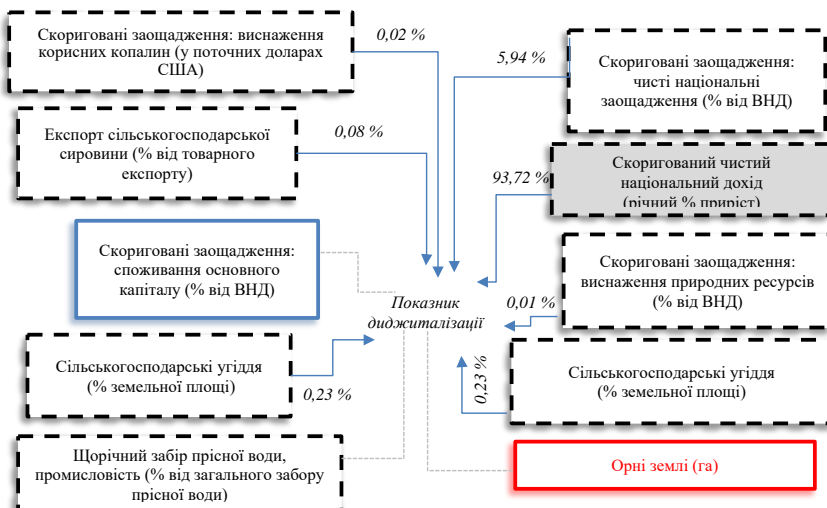 Скориговані заощадження: виснаження
корисних копалин (у поточних доларах
США)
0,02 %
5,94 %
Скориговані заощадження:
чисті національні
заощадження (% від ВНД)
Експорт сільськогосподарської
сировини (% від товарного
експорту)
0,08 %
93,72 %
Скоригований чистий
національний дохід
(річний % приріст)
Скориговані заощадження:
споживання основного
капіталу (% від ВНД)
Показник
диджиталізації
0,01 %
Скориговані заощадження:
виснаження природних ресурсів
(% від ВНД)
Сільськогосподарські угіддя
(% земельної площі)
0,23 %
0,23 %
Сільськогосподарські угіддя
(% земельної площі)
Щорічний забір прісної води,
промисловість (% від загального забору
прісної води)
Орні землі (га)